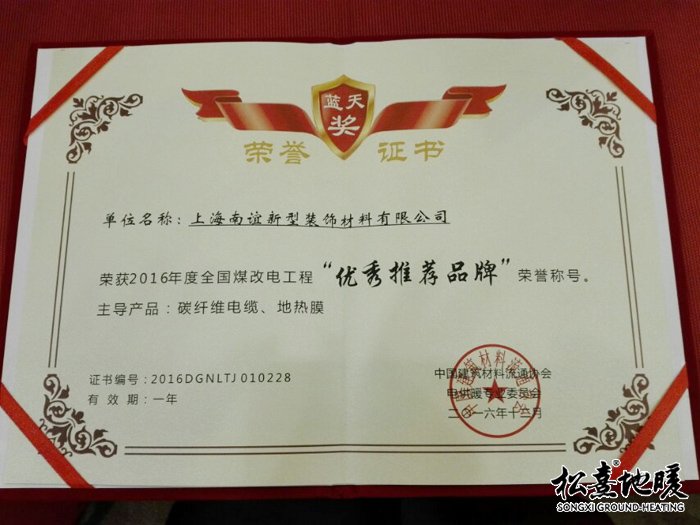 蓝天
奖
荣誉 证书
单位名称：上海南谊新型装饰材料有限公司
荣获2016年度全国煤改电工程“优秀推荐品牌”荣誉称号。
主导产品：碳纤维电缆、地热膜
证书编号：2016DGNLTJ 010228
有 效 期：一年
中国建筑材料流通协会
电供暖专业委员会
二〇一六年十二月
松熹地暖®
SONGXI GROUND-HEATING